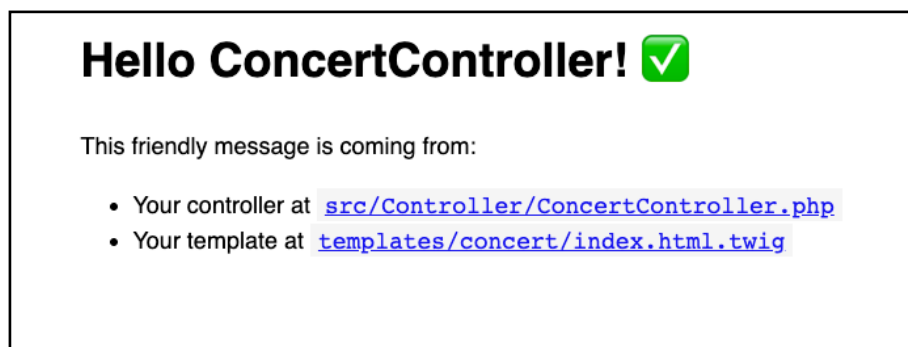 Hello ConcertController! ✅
This friendly message is coming from:
• Your controller at src/Controller/ConcertController.php
• Your template at templates/concert/index.html.twig